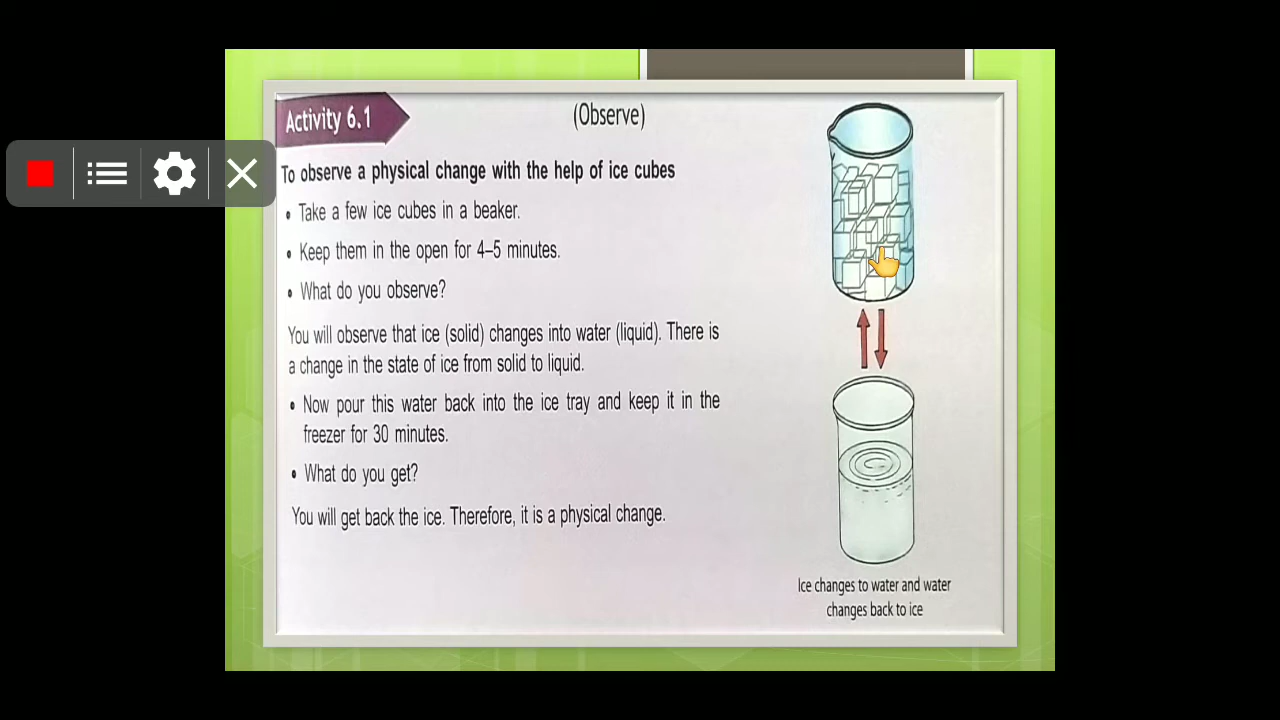 Activity 6.1
(Observe)
To observe a physical change with the help of ice cubes
• Take a few ice cubes in a beaker.
• Keep them in the open for 4–5 minutes.
• What do you observe?
You will observe that ice (solid) changes into water (liquid). There is
a change in the state of ice from solid to liquid.
• Now pour this water back into the ice tray and keep it in the
freezer for 30 minutes.
• What do you get?
You will get back the ice. Therefore, it is a physical change.
Ice changes to water and water
changes back to ice